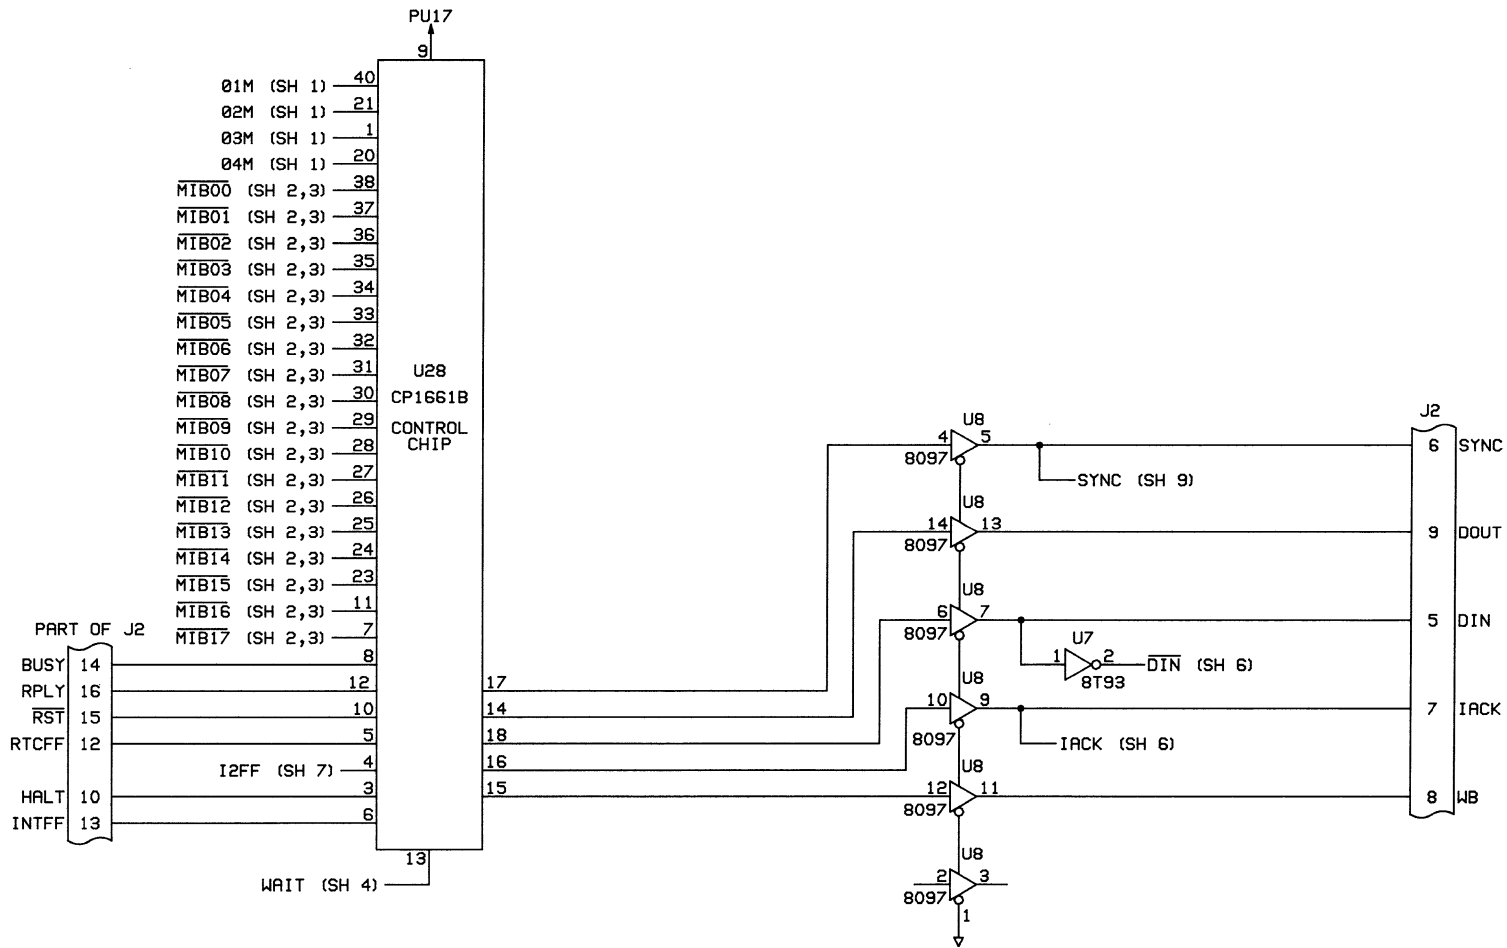 PU17
9
01M (SH 1) 40
02M (SH 1) 21
03M (SH 1) 1
04M (SH 1) 20
MIB00 (SH 2,3) 38
MIB01 (SH 2,3) 37
MIB02 (SH 2,3) 36
MIB03 (SH 2,3) 35
MIB04 (SH 2,3) 34
MIB05 (SH 2,3) 33
MIB06 (SH 2,3) 32
MIB07 (SH 2,3) 31
MIB08 (SH 2,3) 30
MIB09 (SH 2,3) 29
MIB10 (SH 2,3) 28
MIB11 (SH 2,3) 27
MIB12 (SH 2,3) 26
MIB13 (SH 2,3) 25
MIB14 (SH 2,3) 24
MIB15 (SH 2,3) 23
MIB16 (SH 2,3) 11
MIB17 (SH 2,3) 7
U28
CP1661B
CONTROL
CHIP
PART OF J2
BUSY 14 8
RPLY 16 12
RST 15 10
RTCFF 12 5
I2FF (SH 7) 4
HALT 10 3
INTFF 13 6
13
WAIT (SH 4)
17
14
18
16
15
J2
U8
4 5 6 SYNC
8097
SYNC (SH 9)
U8
14 13 9 DOUT
8097
U8
6 7 5 DIN
8097
U7
1 2 DIN (SH 6)
8T93
U8
10 9 7 IACK
8097
IACK (SH 6)
U8
12 11 8 WB
8097
U8
2 3
8097
1